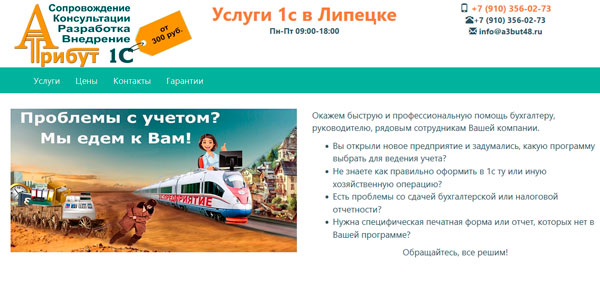 Сопровождение
Консультации
Разработка
Внедрение
Атрибут 1С
от
300 руб.
Услуги 1с в Липецке
Пн-Пт 09:00-18:00
+7 (910) 356-02-73
+7 (910) 356-02-73
info@a3but48.ru
Услуги Цены Контакты Гарантии
Проблемы с учетом?
Мы едем к Вам!
1С:ПРЕДПРИЯТИЕ
Окажем быструю и профессиональную помощь бухгалтеру,
руководителю, рядовым сотрудникам Вашей компании.
Вы открыли новое предприятие и задумались, какую программу
выбрать для ведения учета?
Не знаете как правильно оформить в 1с ту или иную
хозяйственную операцию?
Есть проблемы со сдачей бухгалтерской или налоговой
отчетности?
Нужна специфическая печатная форма или отчет, которых нет в
Вашей программе?
Обращайтесь, все решим!